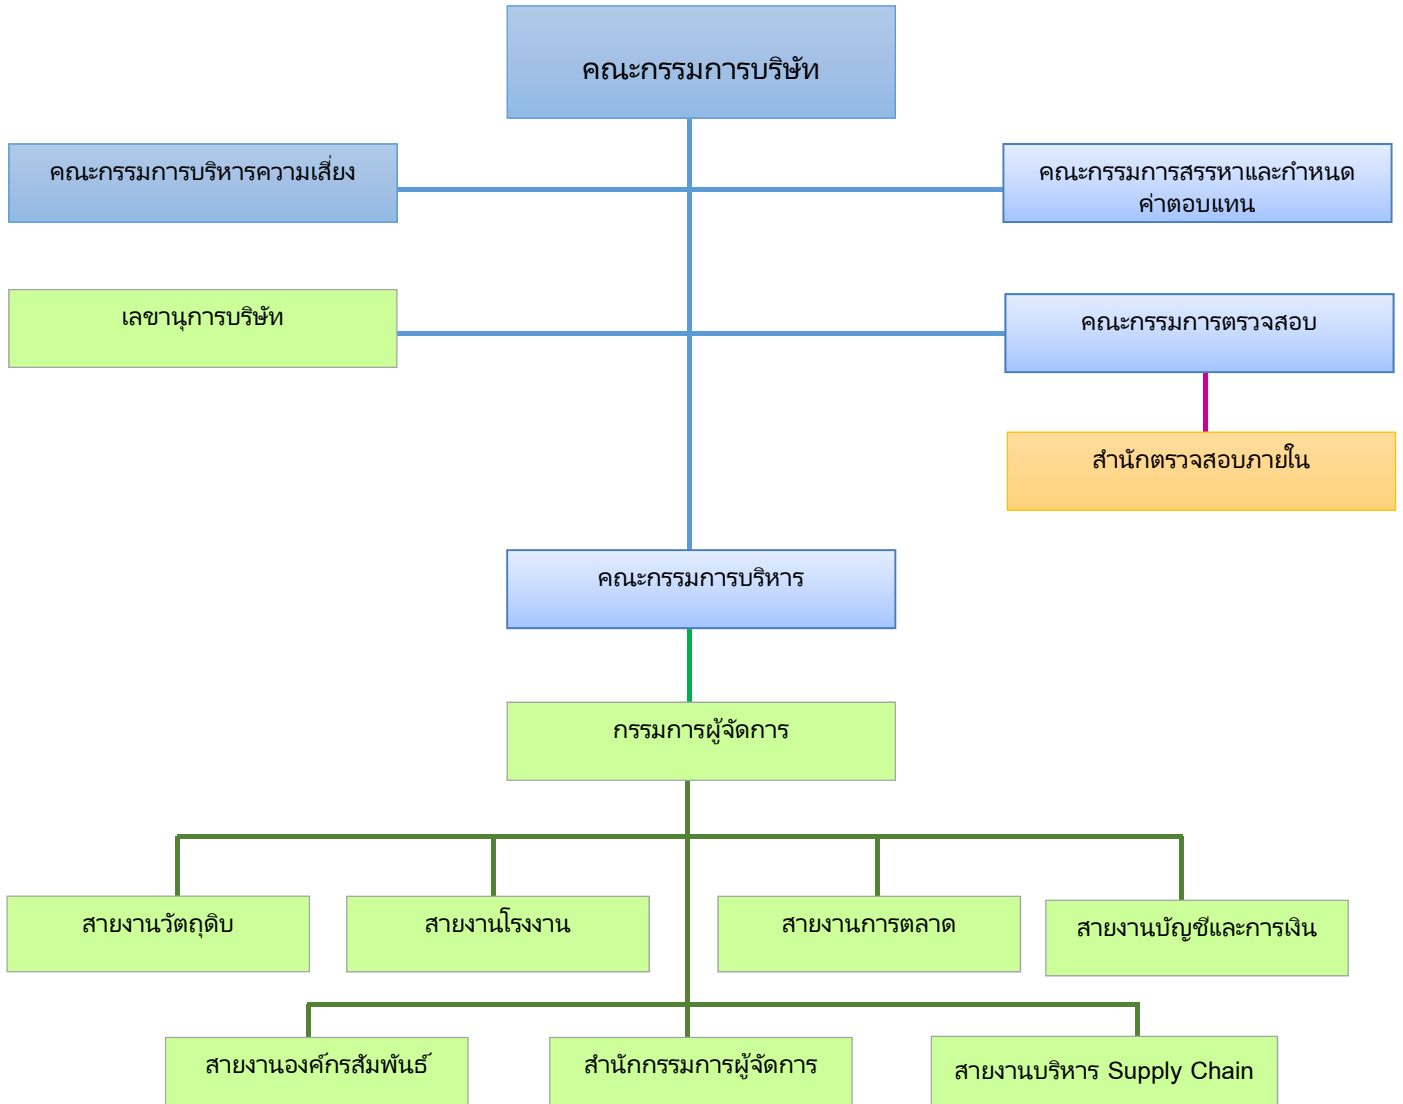 คณะกรรมการบริษัท
คณะกรรมการบริหารความเสี่ยง
คณะกรรมการสรรหาและกำหนด
ค่าตอบแทน
เลขานุการบริษัท
คณะกรรมการตรวจสอบ
สำนักตรวจสอบภายใน
คณะกรรมการบริหาร
กรรมการผู้จัดการ
สายงานวัตถุดิบ
สายงานโรงงาน
สายงานการตลาด
สายงานบัญชีและการเงิน
สายงานองค์กรสัมพันธ์
สำนักกรรมการผู้จัดการ
สายงานบริหาร Supply Chain